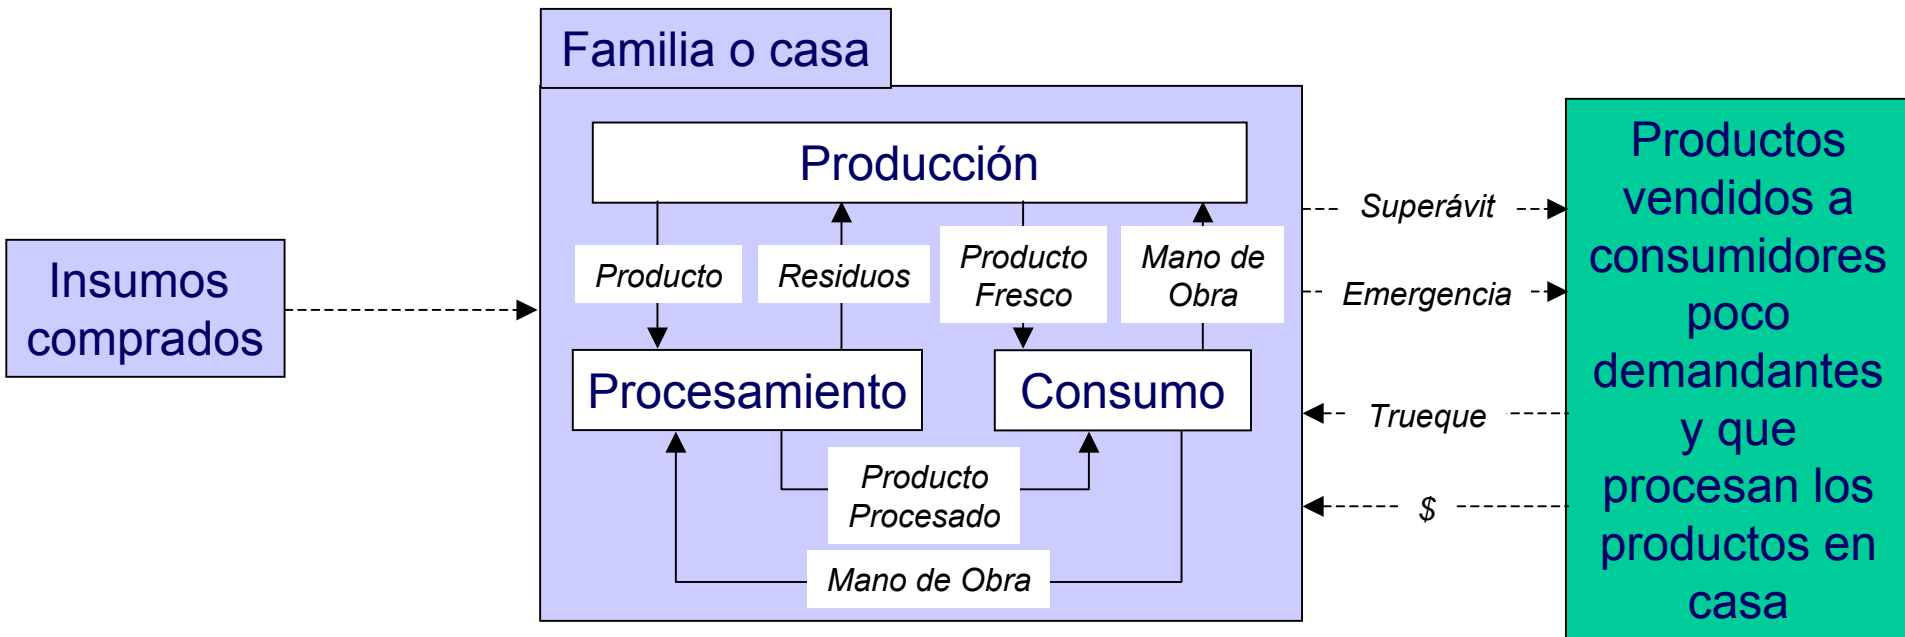 Familia o casa
Insumos
comprados
Producción
Producto
Residuos
Producto
Fresco
Mano de
Obra
Procesamiento
Consumo
Producto
Procesado
Mano de Obra
Superávit
Emergencia
Trueque
$
Productos
vendidos a
consumidores
poco
demandantes
y que
procesan los
productos en
casa